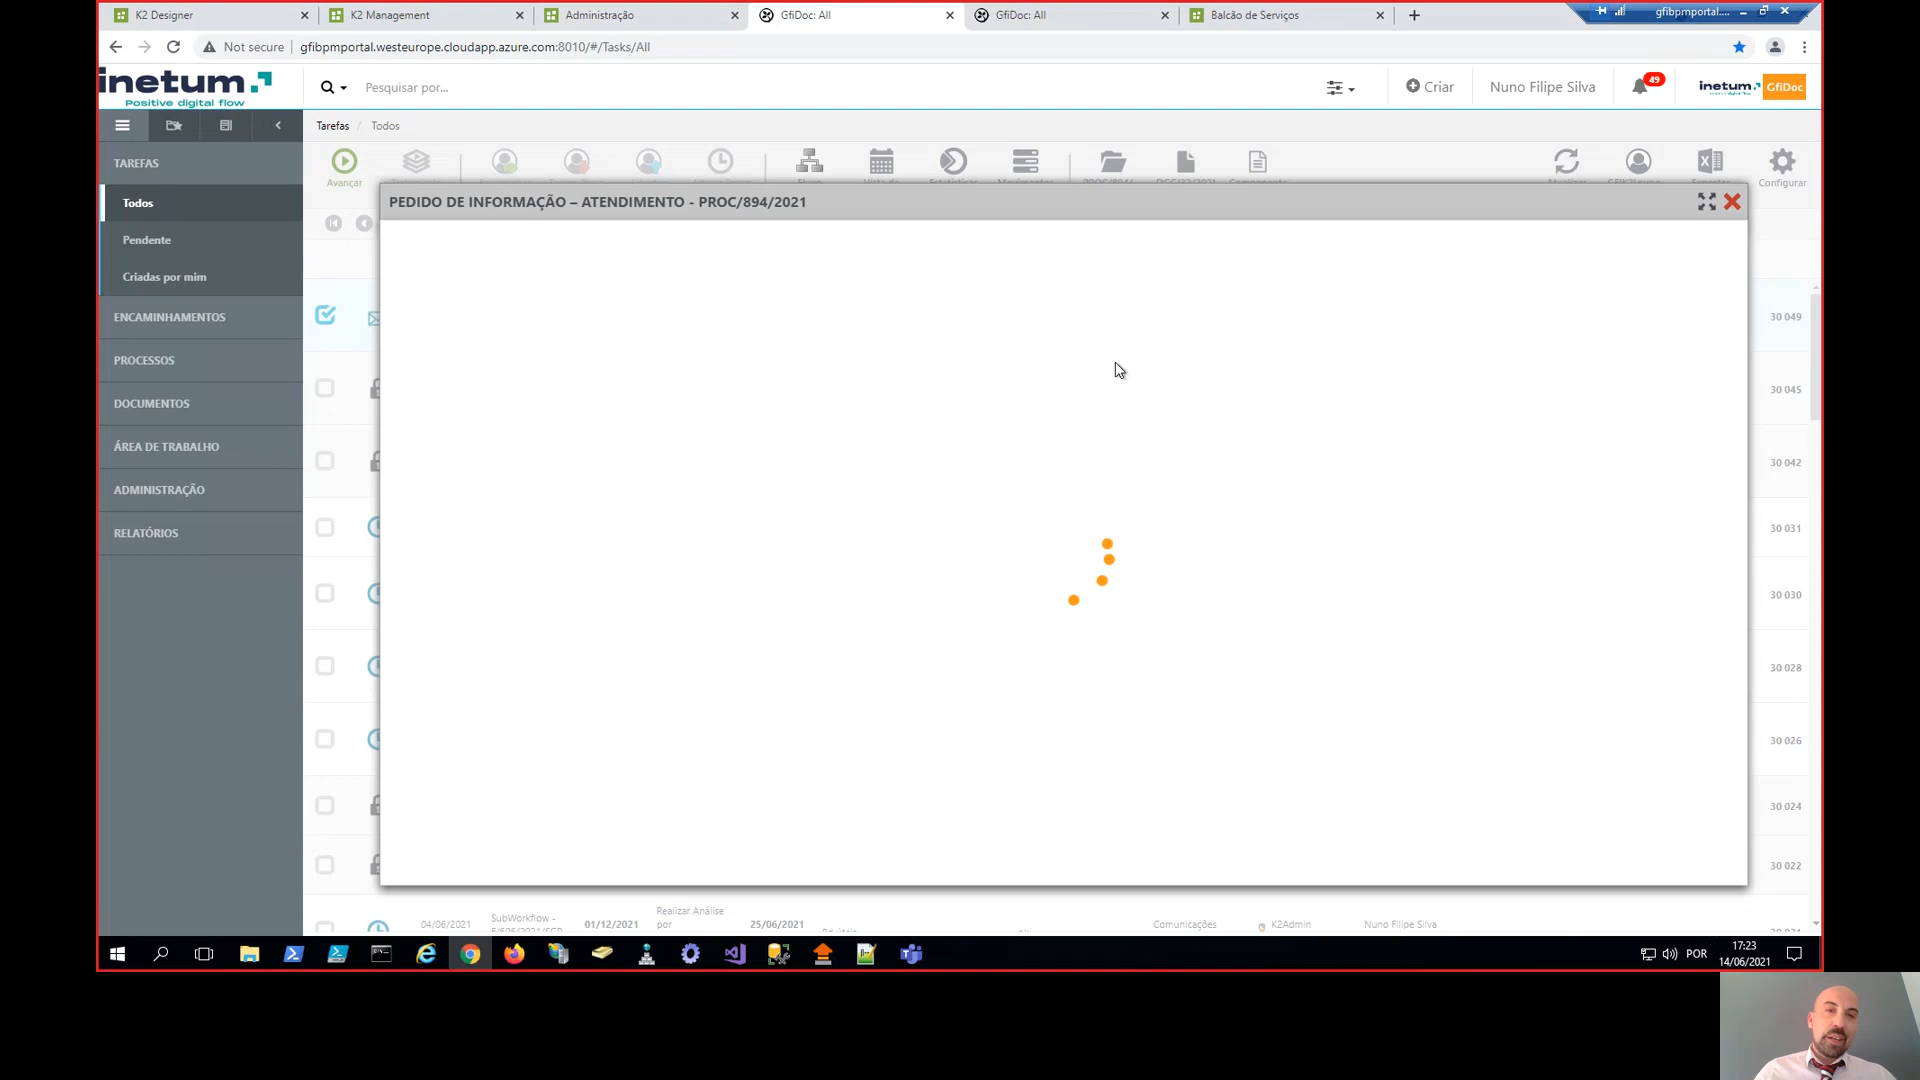 K2 Designer
K2 Management
Administração
GfiDoc: All
GfiDoc: All
Balcão de Serviços
gfibpmportal....
Not secure
gfibpmportal.westeurope.cloudapp.azure.com:8010/#/Tasks/All
inetum
Positive digital flow
Pesquisar por...
Criar
Nuno Filipe Silva
49
inetum
GfiDoc
Tarefas / Todos
TAREFAS
Todos
Pendente
Criadas por mim
ENCAMINHAMENTOS
PROCESSOS
DOCUMENTOS
ÁREA DE TRABALHO
ADMINISTRAÇÃO
RELATÓRIOS
Avançar
Configurar
PEDIDO DE INFORMAÇÃO – ATENDIMENTO - PROC/894/2021
30 049
30 045
30 042
30 031
30 030
30 028
30 026
30 024
30 022
04/06/2021
SubWorkflow -
01/12/2021
Realizar Análise
por
25/06/2021
Comunicações
K2Admin
Nuno Filipe Silva
POR
17:23
14/06/2021